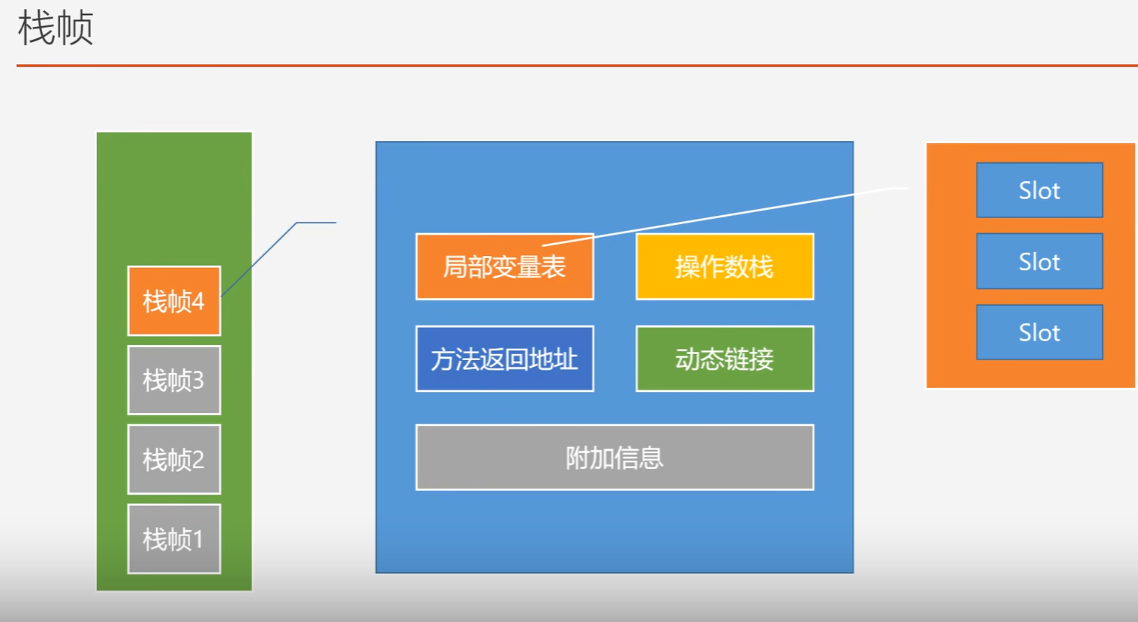 栈帧
栈帧4
栈帧3
栈帧2
栈帧1
局部变量表
操作数栈
方法返回地址
动态链接
附加信息
Slot
Slot
Slot